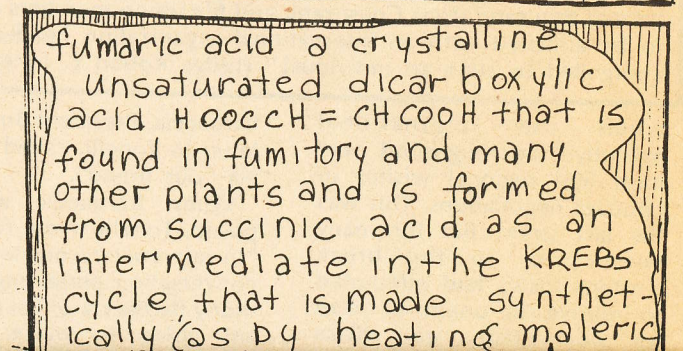 fumaric acid a crystalline
unsaturated dicarboxylic
acid HOOCCH = CHCOOH that is
found in fumitory and many
other plants and is formed
from succinic acid as an
intermediate in the KREBS
cycle, that is made synthet-
ically (as by heating maleric